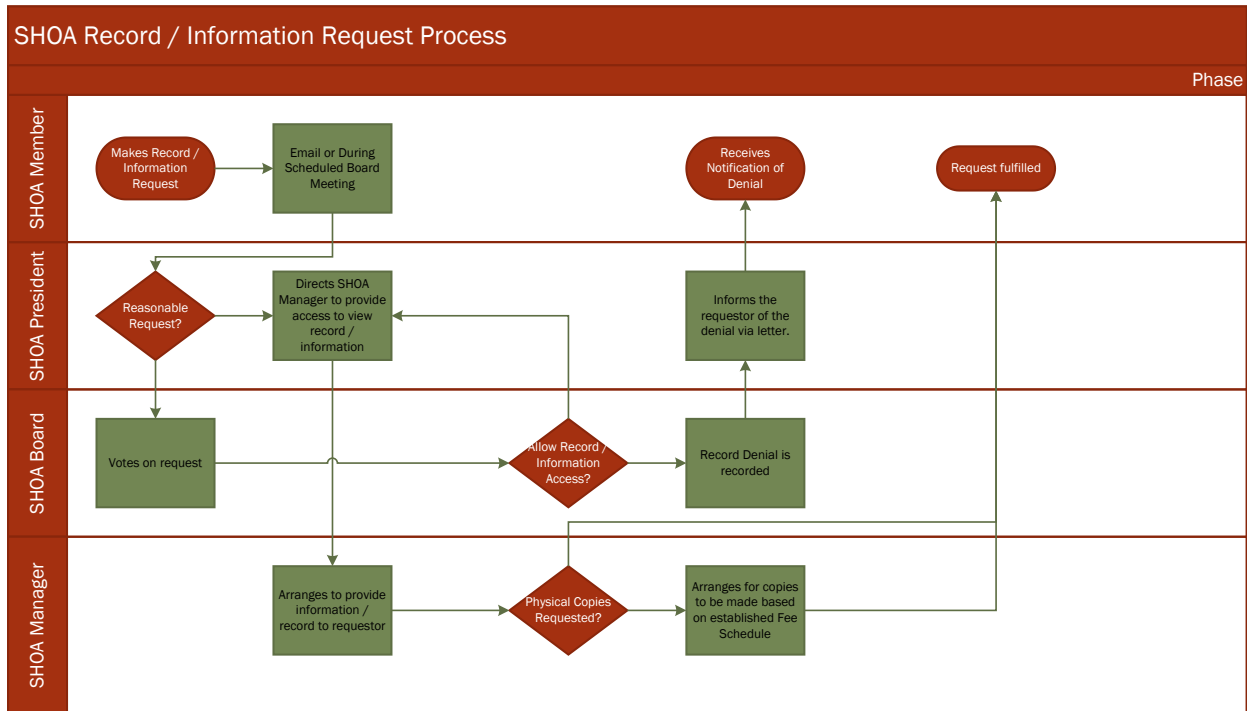 SHOA Record / Information Request Process
Phase
SHOA Member
Makes Record /
Information
Request
Email or During
Scheduled Board
Meeting
Receives
Notification of
Denial
Request fulfilled
SHOA President
Reasonable
Request?
Directs SHOA
Manager to provide
access to view
record /
information
Informs the
requestor of the
denial via letter.
SHOA Board
Votes on request
Allow Record /
Information
Access?
Record Denial is
recorded
SHOA Manager
Arranges to provide
information /
record to requestor
Physical Copies
Requested?
Arranges for copies
to be made based
on established Fee
Schedule